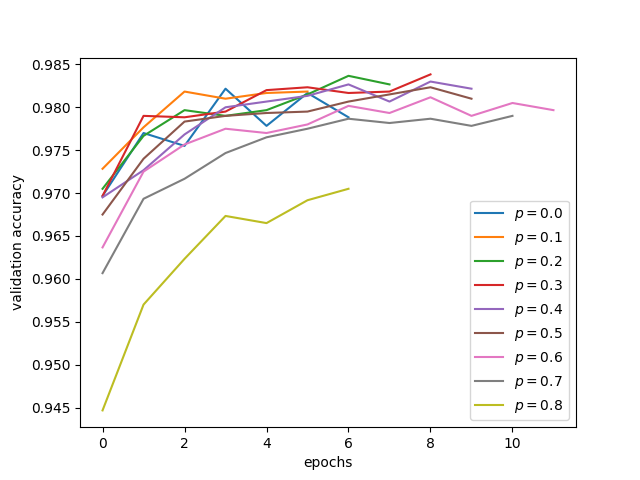 0.985
0.980
0.975
0.970
0.965
0.960
0.955
0.950
0.945
validation accuracy
p = 0.0
p = 0.1
p = 0.2
p = 0.3
p = 0.4
p = 0.5
p = 0.6
p = 0.7
p = 0.8
0 2 4 6 8 10
epochs